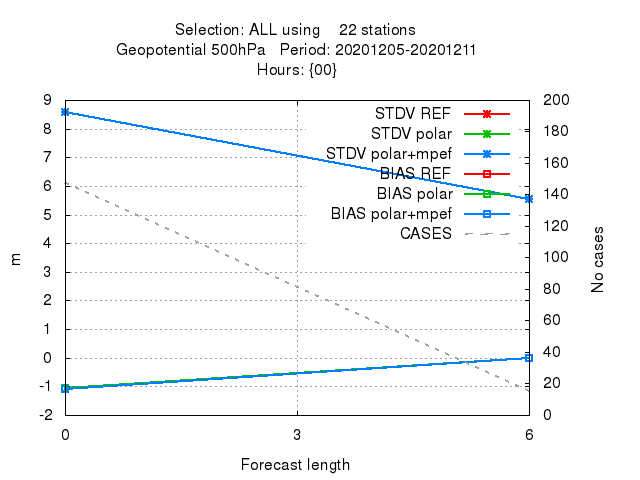 Selection: ALL using    22 stations
Geopotential 500hPa   Period: 20201205-20201211
Hours: {00}
9
8
7
6
5
4
3
2
1
0
-1
-2
m
200
180
160
140
120
100
80
60
40
20
0
No cases
STDV REF
STDV polar
STDV polar+mpef
BIAS REF
BIAS polar
BIAS polar+mpef
CASES
0 3 6
Forecast length